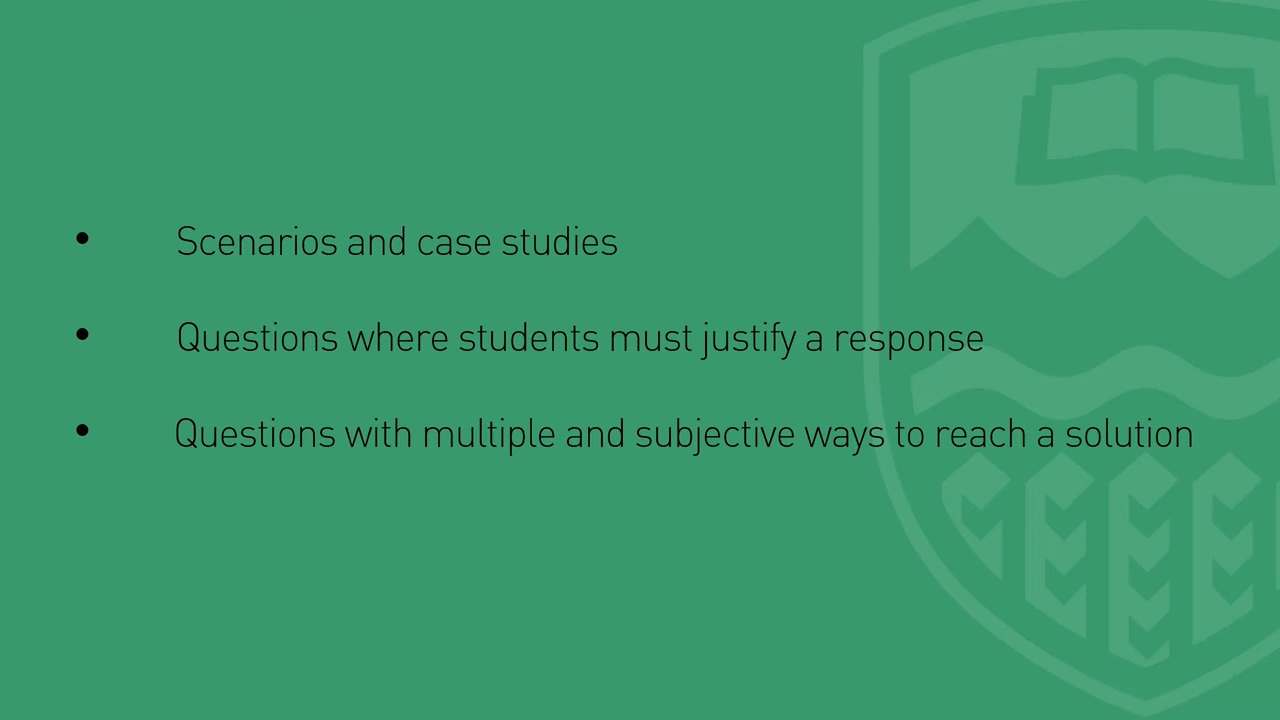 • Scenarios and case studies
• Questions where students must justify a response
• Questions with multiple and subjective ways to reach a solution